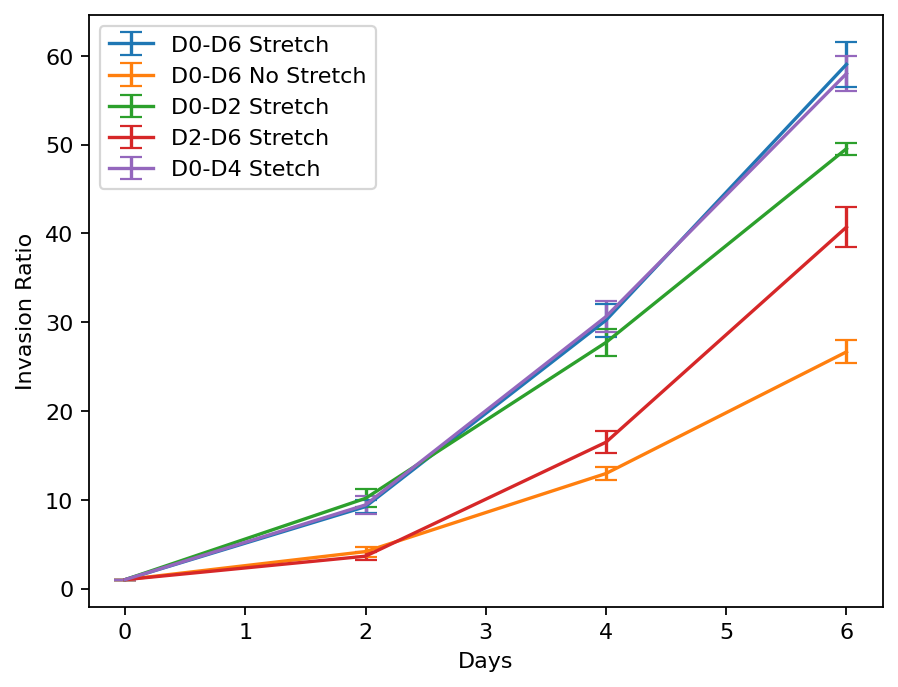 D0-D6 Stretch
D0-D6 No Stretch
D0-D2 Stretch
D2-D6 Stretch
D0-D4 Stetch
60
50
40
30
20
10
0
Invasion Ratio
0 1 2 3 4 5 6
Days